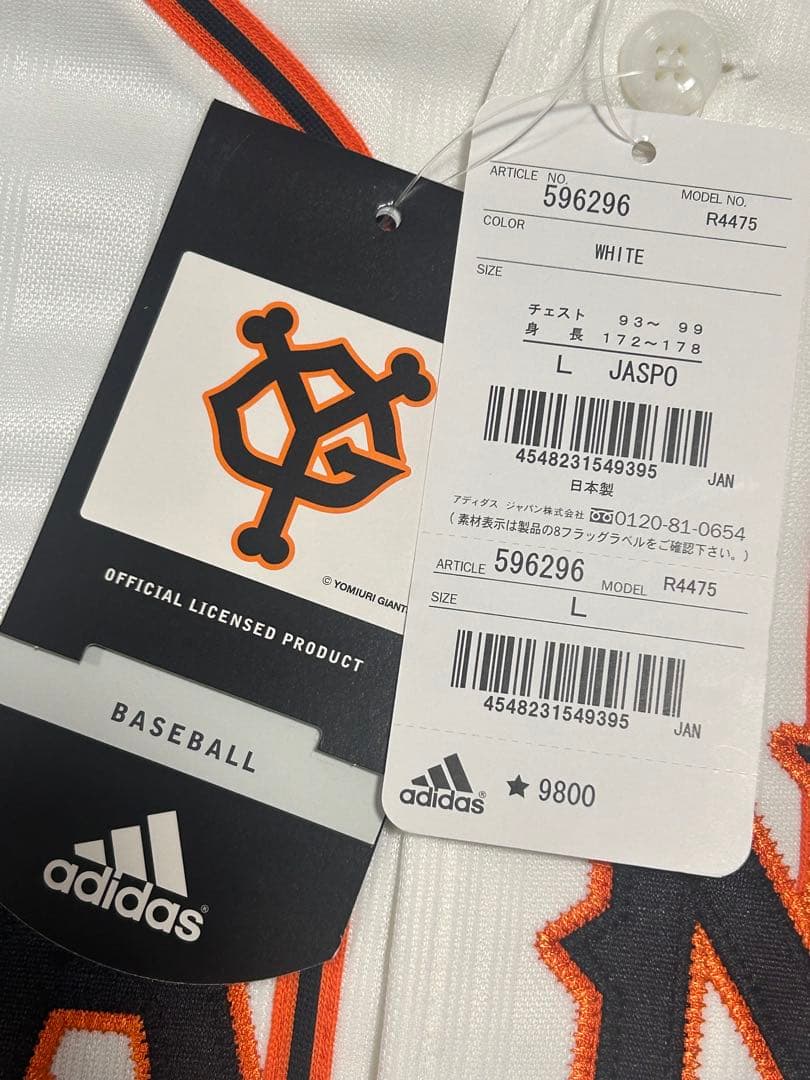 ARTICLE NO. 596296 MODEL NO. R4475
COLOR
WHITE
SIZE
チェスト 93〜 99
身 長 172〜178
L JASPO
4548231549395 JAN
日本製
アディダス ジャパン株式会社 0120-81-0654
(素材表示は製品の8フラッグラベルをご確認下さい。)
ARTICLE 596296 MODEL R4475
SIZE L
4548231549395 JAN
adidas® ★ 9800
© YOMIURI GIANT
OFFICIAL LICENSED PRODUCT
BASEBALL
adidas®